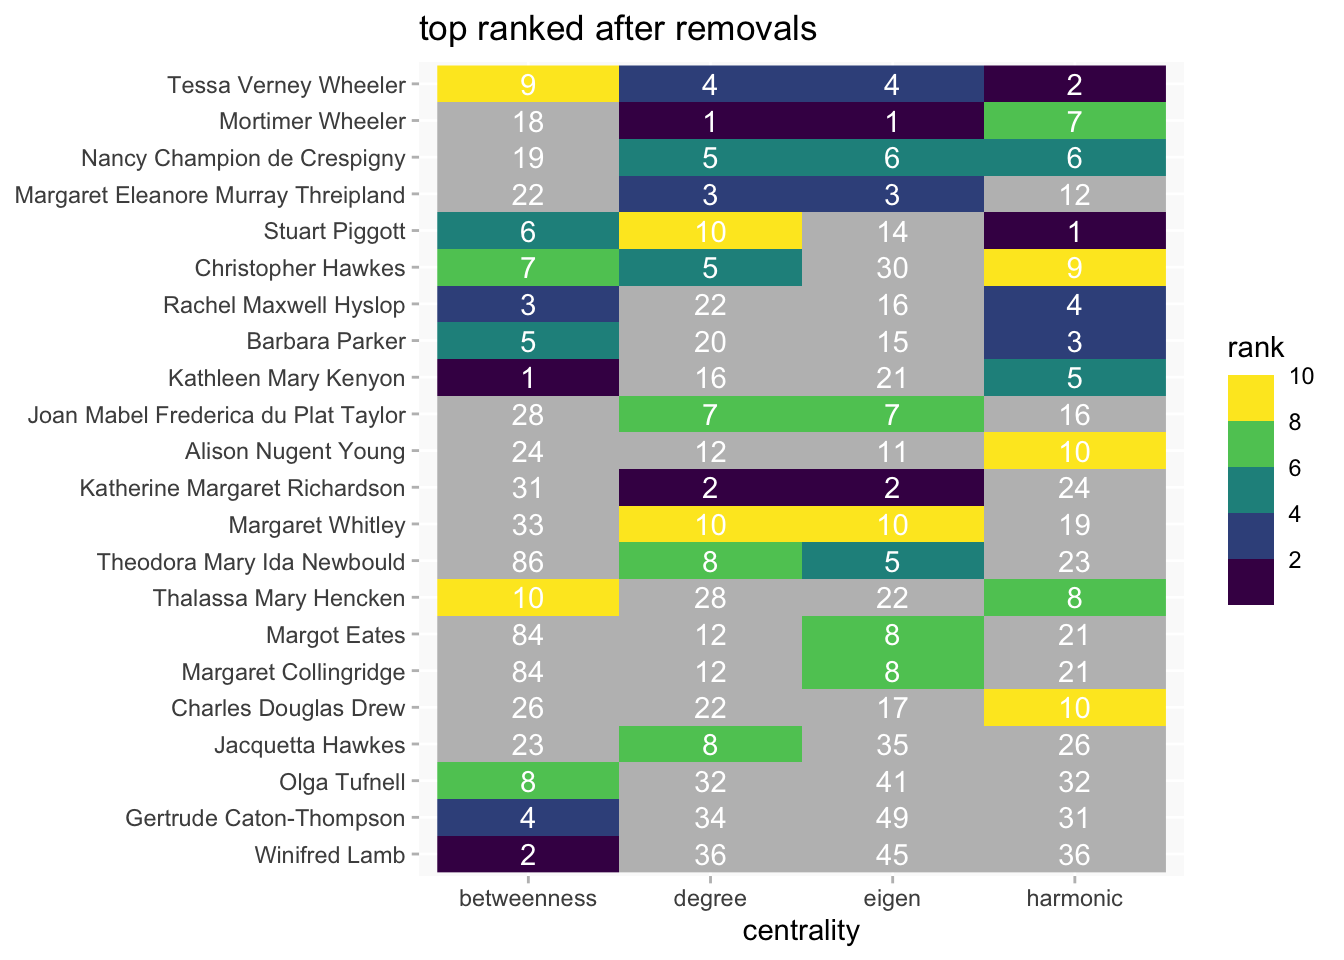 top ranked after removals
Tessa Verney Wheeler 9 4 4 2
Mortimer Wheeler 18 1 1 7
Nancy Champion de Crespigny 19 5 6 6
Margaret Eleanore Murray Threipland 22 3 3 12
Stuart Piggott 6 10 14 1
Christopher Hawkes 7 5 30 9
Rachel Maxwell Hyslop 3 22 16 4
Barbara Parker 5 20 15 3
Kathleen Mary Kenyon 1 16 21 5
Joan Mabel Frederica du Plat Taylor 28 7 7 16
Alison Nugent Young 24 12 11 10
Katherine Margaret Richardson 31 2 2 24
Margaret Whitley 33 10 10 19
Theodora Mary Ida Newbould 86 8 5 23
Thalassa Mary Hencken 10 28 22 8
Margot Eates 84 12 8 21
Margaret Collingridge 84 12 8 21
Charles Douglas Drew 26 22 17 10
Jacquetta Hawkes 23 8 35 26
Olga Tufnell 8 32 41 32
Gertrude Caton-Thompson 4 34 49 31
Winifred Lamb 2 36 45 36
betweenness degree eigen harmonic
centrality
rank
10
8
6
4
2